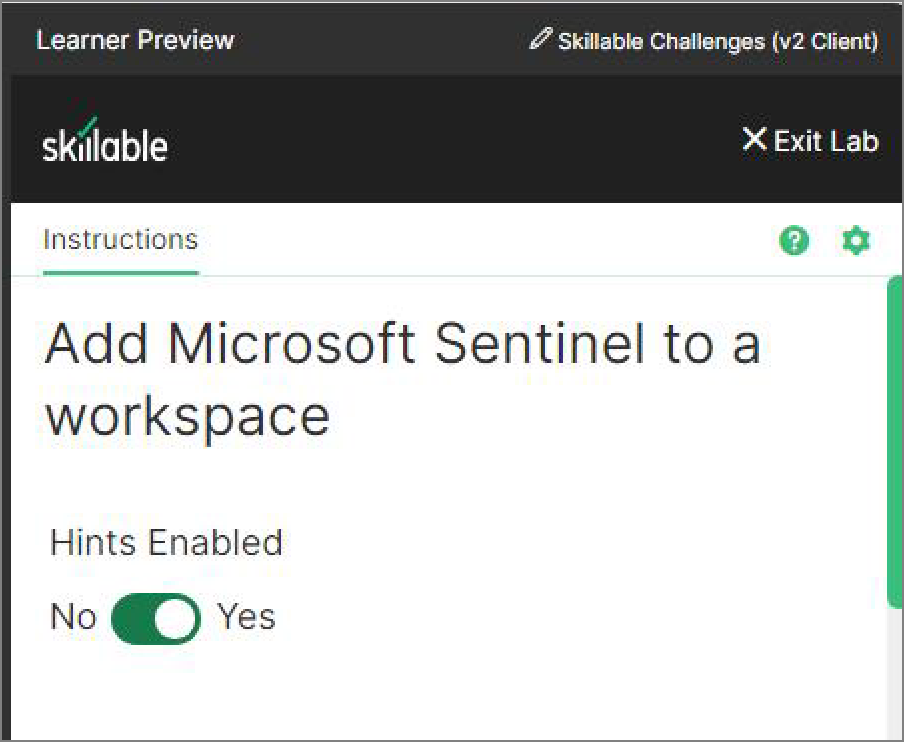 Learner Preview
Skillable Challenges (v2 Client)
skillable
Exit Lab
Instructions
Add Microsoft Sentinel to a
workspace
Hints Enabled
No Yes